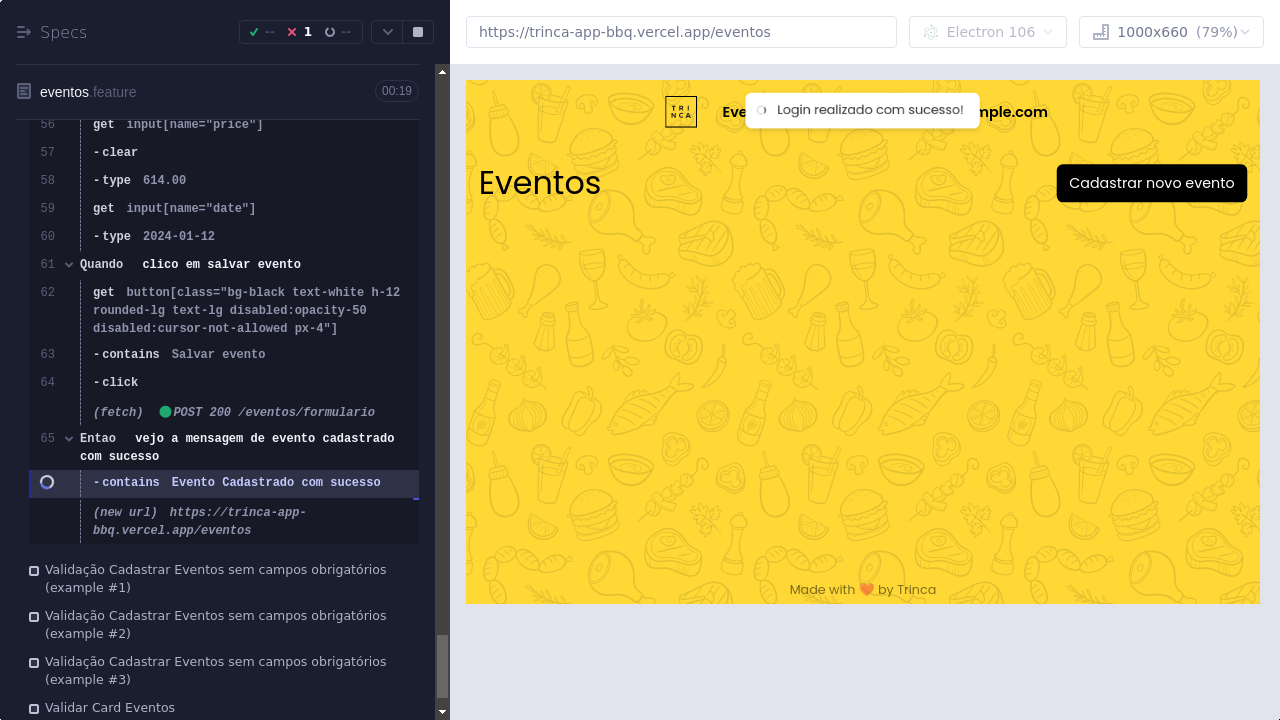 Specs
-- 1 --
eventos.feature 00:19
56 get input[name="price"]
57 -clear
58 -type 614.00
59 get input[name="date"]
60 -type 2024-01-12
61 Quando clico em salvar evento
62 get button[class="bg-black text-white h-12
rounded-lg text-lg disabled:opacity-50
disabled:cursor-not-allowed px-4"]
63 -contains Salvar evento
64 -click
(fetch) POST 200 /eventos/formulario
65 Entao vejo a mensagem de evento cadastrado
com sucesso
-contains Evento Cadastrado com sucesso
(new url) https://trinca-app-
bbq.vercel.app/eventos
Validação Cadastrar Eventos sem campos obrigatórios
(example #1)
Validação Cadastrar Eventos sem campos obrigatórios
(example #2)
Validação Cadastrar Eventos sem campos obrigatórios
(example #3)
Validar Card Eventos
https://trinca-app-bbq.vercel.app/eventos
Electron 106
1000x660 (79%)
TRI
NCA
Eve
Login realizado com sucesso!
mple.com
Eventos
Cadastrar novo evento
Made with ❤️ by Trinca